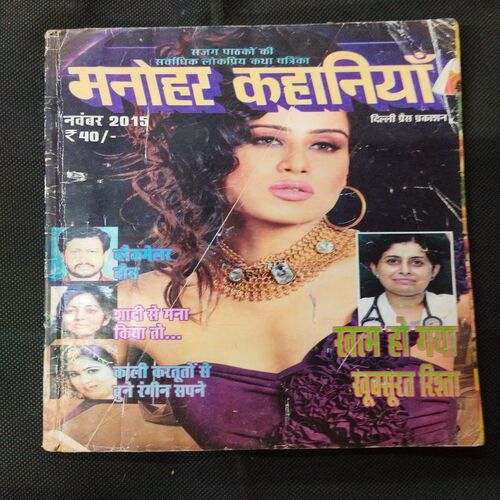 सजग पाठकों की
सर्वाधिक लोकप्रिय कथा पत्रिका
मनोहर कहानियाँ
नवंबर 2015
₹ 40/-
दिल्ली प्रैस प्रकाशन
ब्लैकमेलर
दोस्त
शादी से मना
किया तो...
काली करतूतों से
बुने रंगीन सपने
खत्म हो गया
खूबसूरत रिश्ता